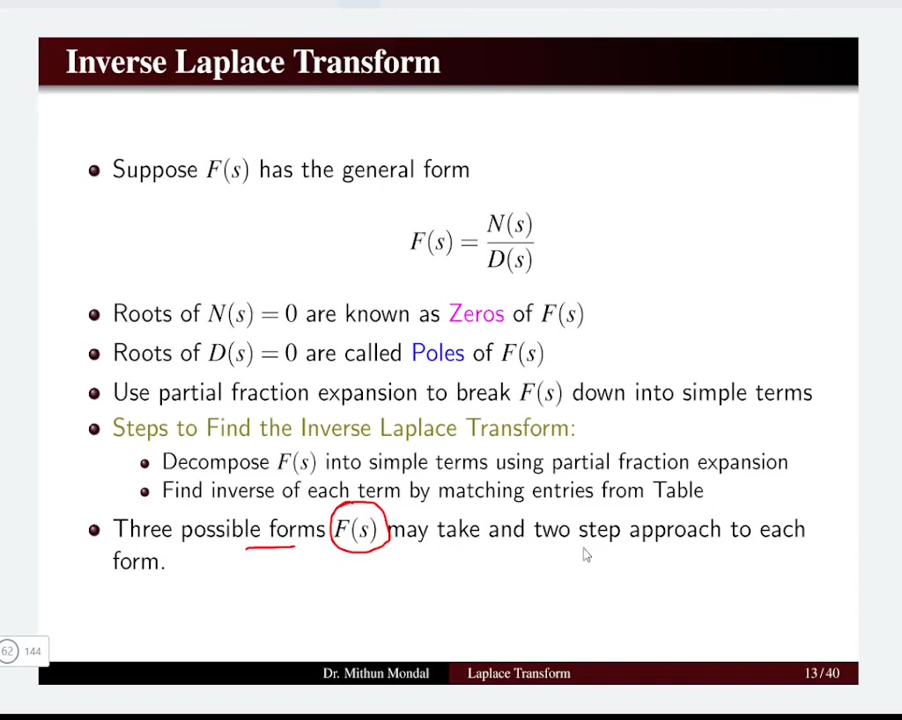 Inverse Laplace Transform
Suppose F(s) has the general form
F(s) = N(s)/D(s)
Roots of N(s) = 0 are known as Zeros of F(s)
Roots of D(s) = 0 are called Poles of F(s)
Use partial fraction expansion to break F(s) down into simple terms
Steps to Find the Inverse Laplace Transform:
Decompose F(s) into simple terms using partial fraction expansion
Find inverse of each term by matching entries from Table
Three possible forms F(s) may take and two step approach to each
form.
62 144
Dr. Mithun Mondal Laplace Transform 13/40